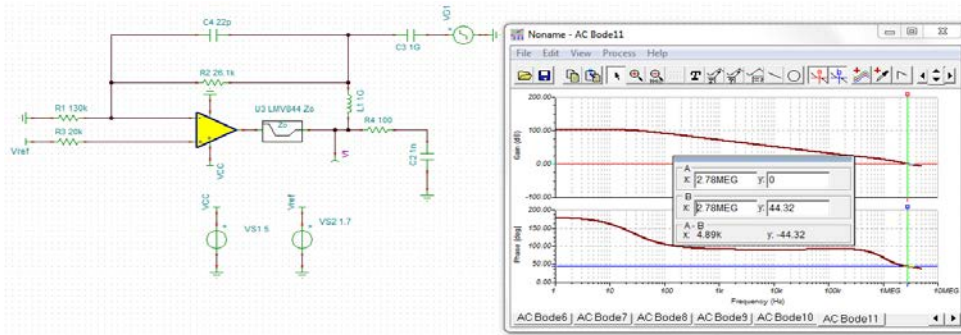 C4 22p
VG1
C3 1G
R2 26.1k
R1 130k
U3 LMV844 Zo
Zo
L1 1G
R4 100
R3 20k
Vref
VCC
V1
C2 1n
VCC
Vref
VS1 5
VS2 1.7
Noname - AC Bode11
File Edit View Process Help
200.00
Gain (dB)
100.00
0.00
-100.00
A
x: 2.78MEG y: 0
B
x: 2.78MEG y: 44.32
A - B
x: 4.89k y: -44.32
200.00
150.00
Phase [deg]
100.00
50.00
0.00
1 10 100 1k 10k 100k 1MEG 10MEG
Frequency (Hz)
AC Bode6 AC Bode7 AC Bode8 AC Bode9 AC Bode10 AC Bode11